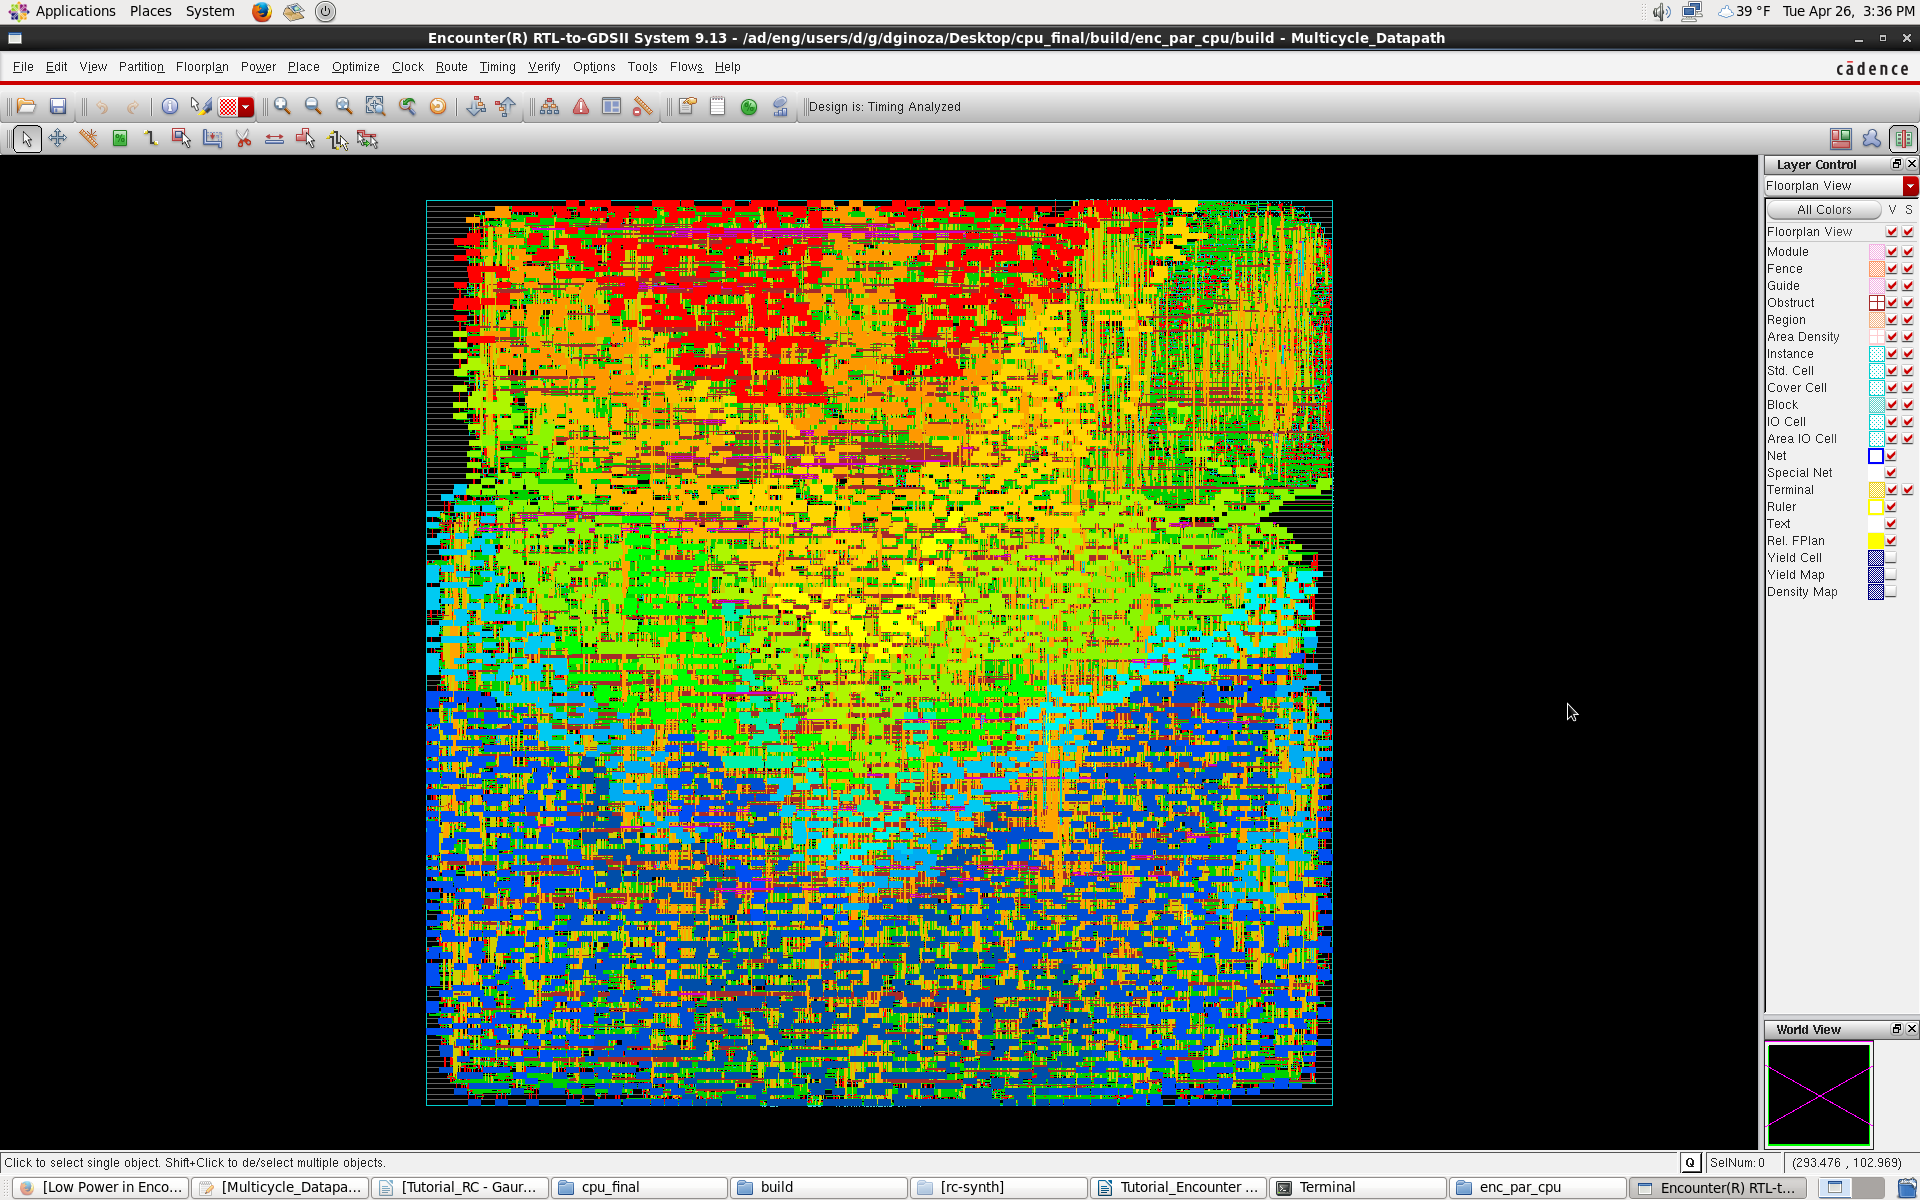 Applications Places System
39 °F Tue Apr 26, 3:36 PM
Encounter(R) RTL-to-GDSII System 9.13 - /ad/eng/users/d/g/dginoza/Desktop/cpu_final/build/enc_par_cpu/build - Multicycle_Datapath
File Edit View Partition Floorplan Power Place Optimize Clock Route Timing Verify Options Tools Flows Help
cādence
Design is: Timing Analyzed
Layer Control
Floorplan View
All Colors V S
Floorplan View
Module
Fence
Guide
Obstruct
Region
Area Density
Instance
Std. Cell
Cover Cell
Block
IO Cell
Area IO Cell
Net
Special Net
Terminal
Ruler
Text
Rel. FPlan
Yield Cell
Yield Map
Density Map
World View
Click to select single object. Shift+Click to de/select multiple objects.
Q SelNum: 0 (293.476 , 102.969)
[Low Power in Enco... [Multicycle_Datapa... [Tutorial_RC - Gaur... cpu_final build [rc-synth] Tutorial_Encounter ... Terminal enc_par_cpu Encounter(R) RTL-t...